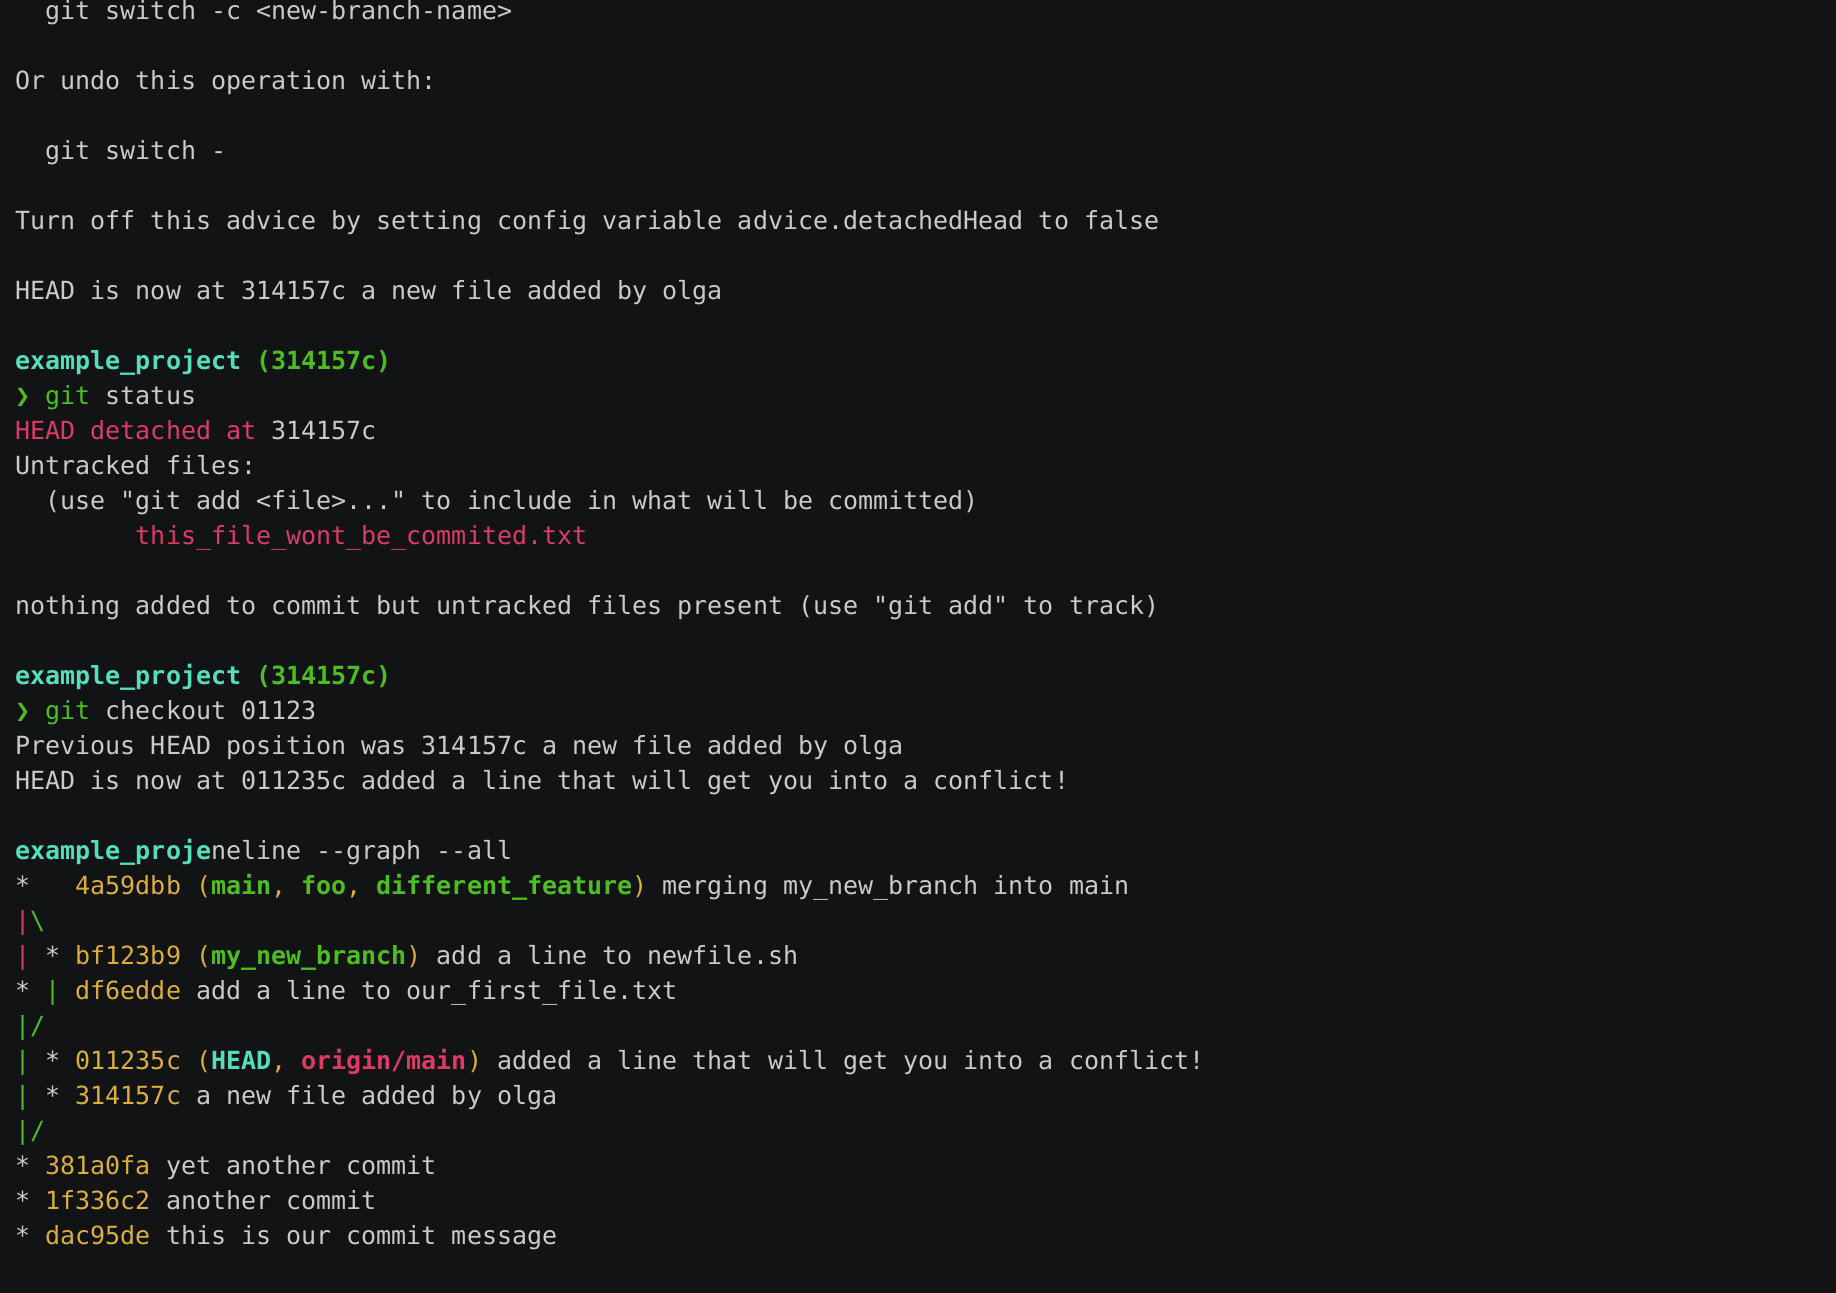 git switch -c <new-branch-name>
Or undo this operation with:
git switch -
Turn off this advice by setting config variable advice.detachedHead to false
HEAD is now at 314157c a new file added by olga
example_project (314157c)
❯ git status
HEAD detached at 314157c
Untracked files:
(use "git add <file>..." to include in what will be committed)
this_file_wont_be_commited.txt
nothing added to commit but untracked files present (use "git add" to track)
example_project (314157c)
❯ git checkout 01123
Previous HEAD position was 314157c a new file added by olga
HEAD is now at 011235c added a line that will get you into a conflict!
example_projeneline --graph --all
*   4a59dbb (main, foo, different_feature) merging my_new_branch into main
|\
| * bf123b9 (my_new_branch) add a line to newfile.sh
* | df6edde add a line to our_first_file.txt
|/
| * 011235c (HEAD, origin/main) added a line that will get you into a conflict!
| * 314157c a new file added by olga
|/
* 381a0fa yet another commit
* 1f336c2 another commit
* dac95de this is our commit message